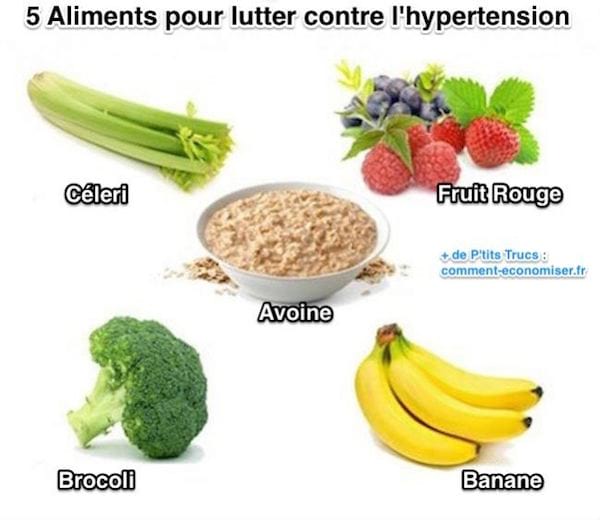 5 Aliments pour lutter contre l'hypertension
Céleri
Fruit Rouge
+ de P'tits Trucs :
comment-economiser.fr
Avoine
Brocoli
Banane